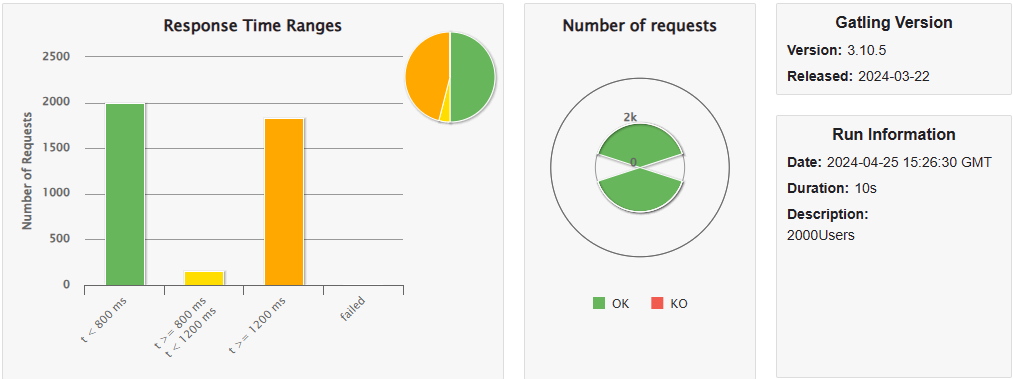 Response Time Ranges
Number of Requests
2500
2000
1500
1000
500
0
t < 800 ms
t >= 800 ms
t < 1200 ms
t >= 1200 ms
failed
Number of requests
2k
0
OK
KO
Gatling Version
Version: 3.10.5
Released: 2024-03-22
Run Information
Date: 2024-04-25 15:26:30 GMT
Duration: 10s
Description:
2000Users